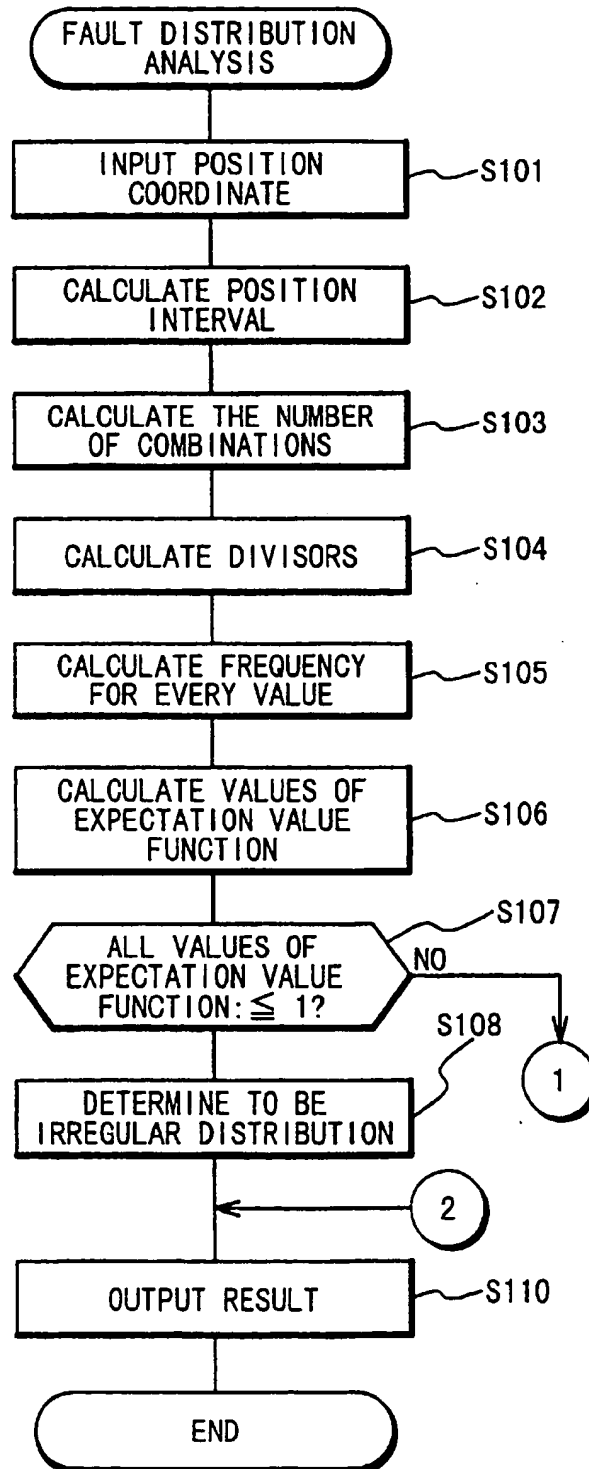 FAULT DISTRIBUTION
ANALYSIS
INPUT POSITION
COORDINATE
S101
CALCULATE POSITION
INTERVAL
S102
CALCULATE THE NUMBER
OF COMBINATIONS
S103
CALCULATE DIVISORS
S104
CALCULATE FREQUENCY
FOR EVERY VALUE
S105
CALCULATE VALUES OF
EXPECTATION VALUE
FUNCTION
S106
S107
ALL VALUES OF
EXPECTATION VALUE
FUNCTION: ≦ 1?
NO
1
S108
DETERMINE TO BE
IRREGULAR DISTRIBUTION
2
OUTPUT RESULT
S110
END